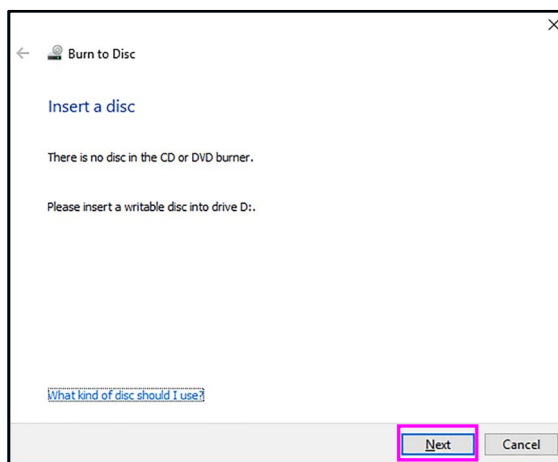 Burn to Disc
Insert a disc
There is no disc in the CD or DVD burner.
Please insert a writable disc into drive D:.
What kind of disc should I use?
Next Cancel